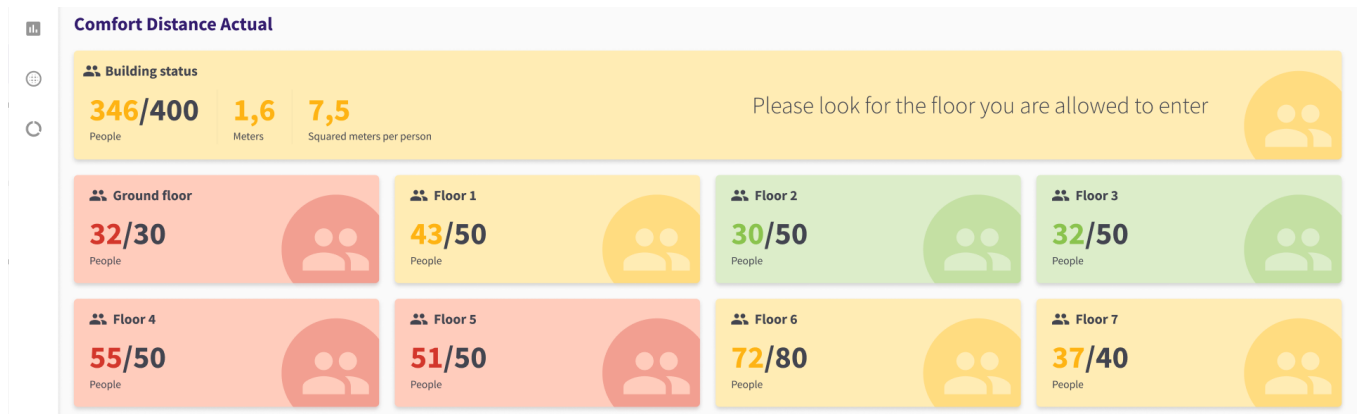 Comfort Distance Actual
Building status
346/400 1,6 7,5
People Meters Squared meters per person
Please look for the floor you are allowed to enter
Ground floor Floor 1 Floor 2 Floor 3
32/30 43/50 30/50 32/50
People People People People
Floor 4 Floor 5 Floor 6 Floor 7
55/50 51/50 72/80 37/40
People People People People